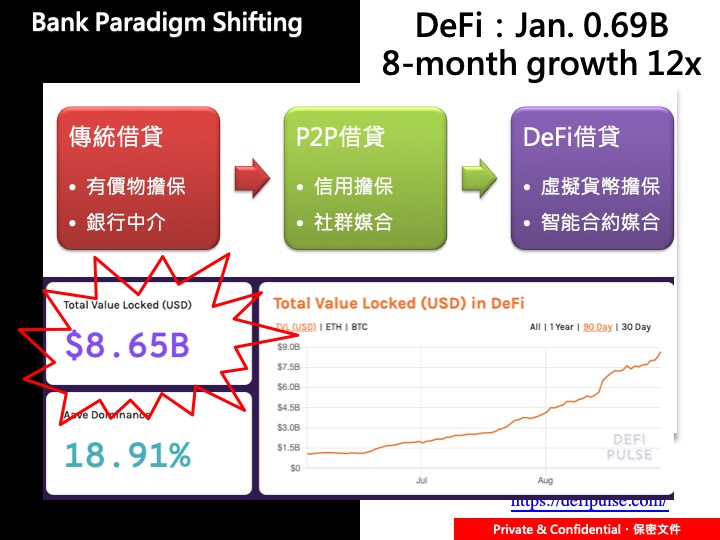 Bank Paradigm Shifting
DeFi：Jan. 0.69B
8-month growth 12x
傳統借貸
• 有價物擔保
• 銀行中介
P2P借貸
• 信用擔保
• 社群媒合
DeFi借貸
• 虛擬貨幣擔保
• 智能合約媒合
Total Value Locked (USD)
$8.65B
Aave Dominance
18.91%
Total Value Locked (USD) in DeFi
TVL (USD) | ETH | BTC
All | 1 Year | 90 Day | 30 Day
$9.0B
$7.5B
$6.0B
$4.5B
$3.0B
$1.5B
$0
Jul
Aug
DEFI
PULSE
https://defipulse.com/
Private & Confidential・保密文件